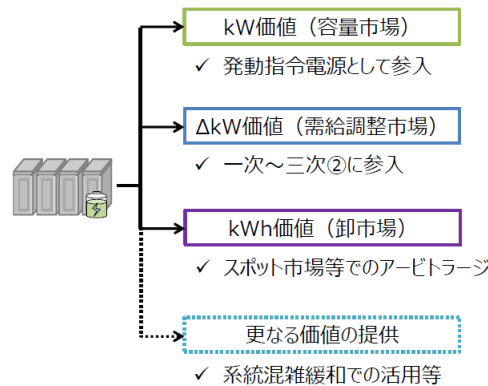 kW価値（容量市場）
✓ 発動指令電源として参入
ΔkW価値（需給調整市場）
✓ 一次～三次②に参入
kWh価値（卸市場）
✓ スポット市場等でのアービトラージ
更なる価値の提供
✓ 系統混雑緩和での活用等